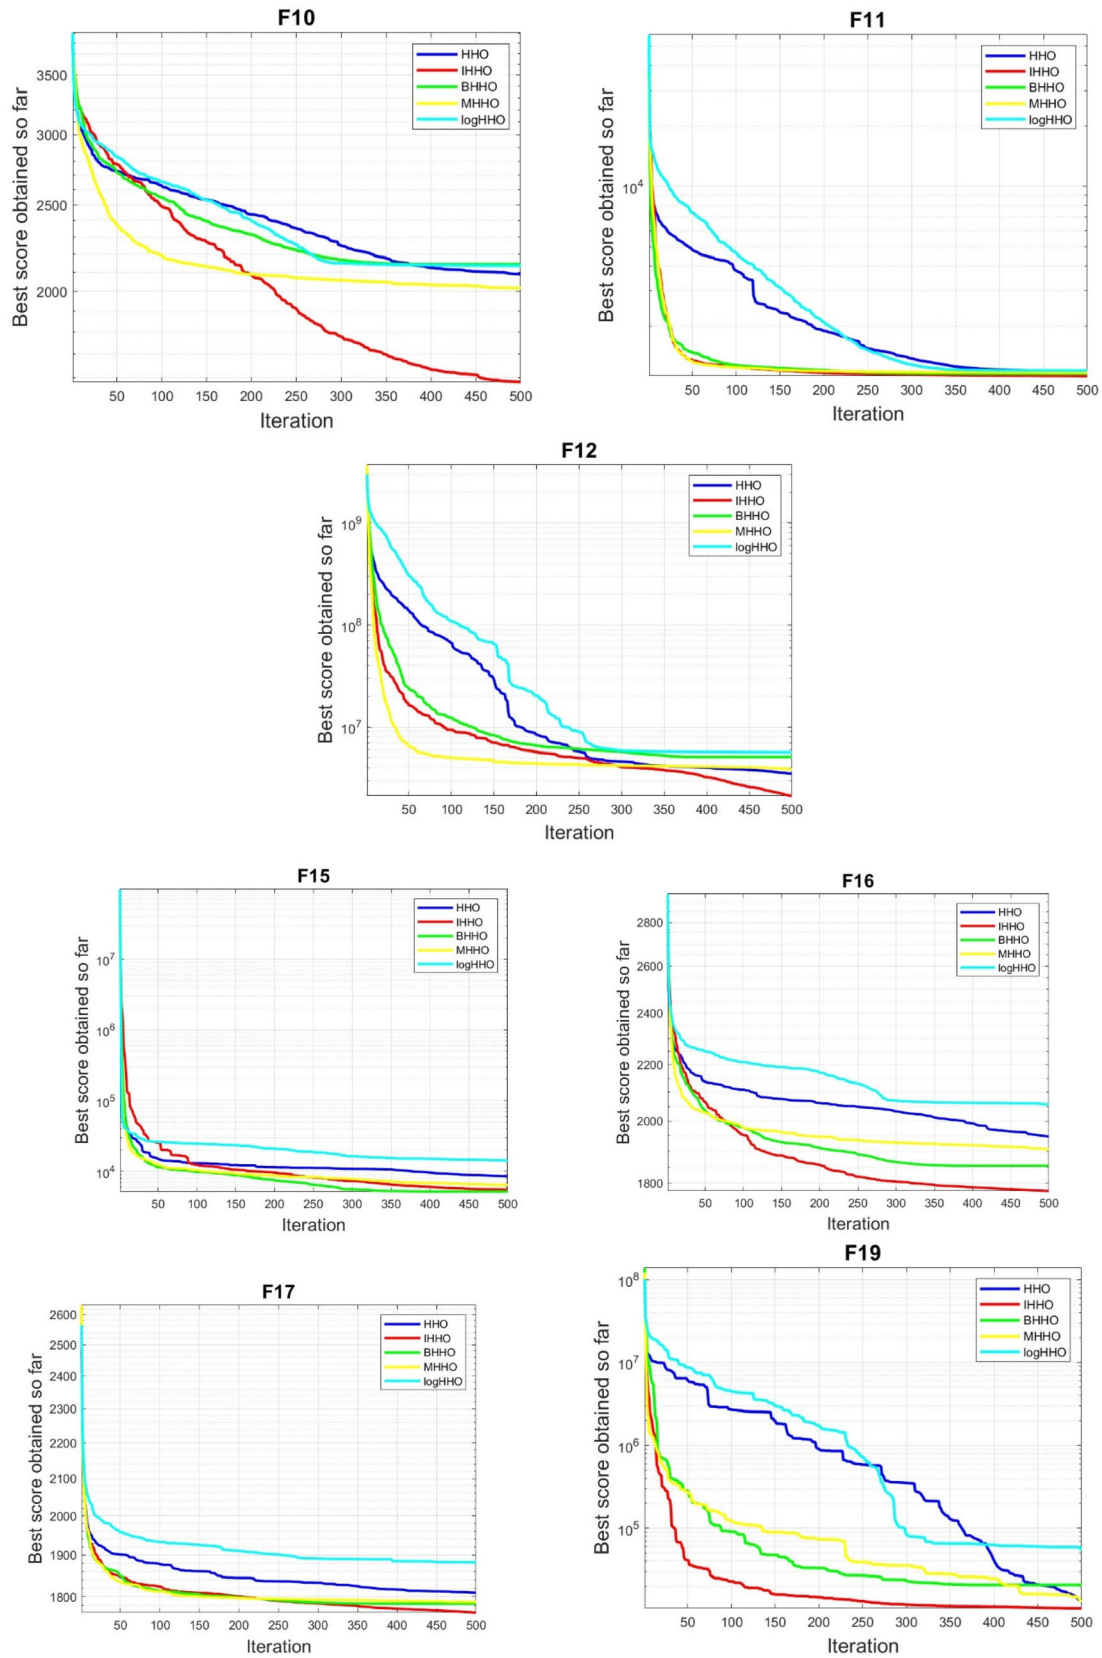 F10
Best score obtained so far
3500
3000
2500
2000
50 100 150 200 250 300 350 400 450 500
Iteration
HHO
IHHO
BHHO
MHHO
logHHO
F11
Best score obtained so far
10^4
50 100 150 200 250 300 350 400 450 500
Iteration
HHO
IHHO
BHHO
MHHO
logHHO
F12
Best score obtained so far
10^9
10^8
10^7
50 100 150 200 250 300 350 400 450 500
Iteration
HHO
IHHO
BHHO
MHHO
logHHO
F15
Best score obtained so far
10^7
10^6
10^5
10^4
50 100 150 200 250 300 350 400 450 500
Iteration
HHO
IHHO
BHHO
MHHO
logHHO
F16
Best score obtained so far
2800
2600
2400
2200
2000
1800
50 100 150 200 250 300 350 400 450 500
Iteration
HHO
IHHO
BHHO
MHHO
logHHO
F17
Best score obtained so far
2600
2500
2400
2300
2200
2100
2000
1900
1800
50 100 150 200 250 300 350 400 450 500
Iteration
HHO
IHHO
BHHO
MHHO
logHHO
F19
Best score obtained so far
10^8
10^7
10^6
10^5
50 100 150 200 250 300 350 400 450 500
Iteration
HHO
IHHO
BHHO
MHHO
logHHO